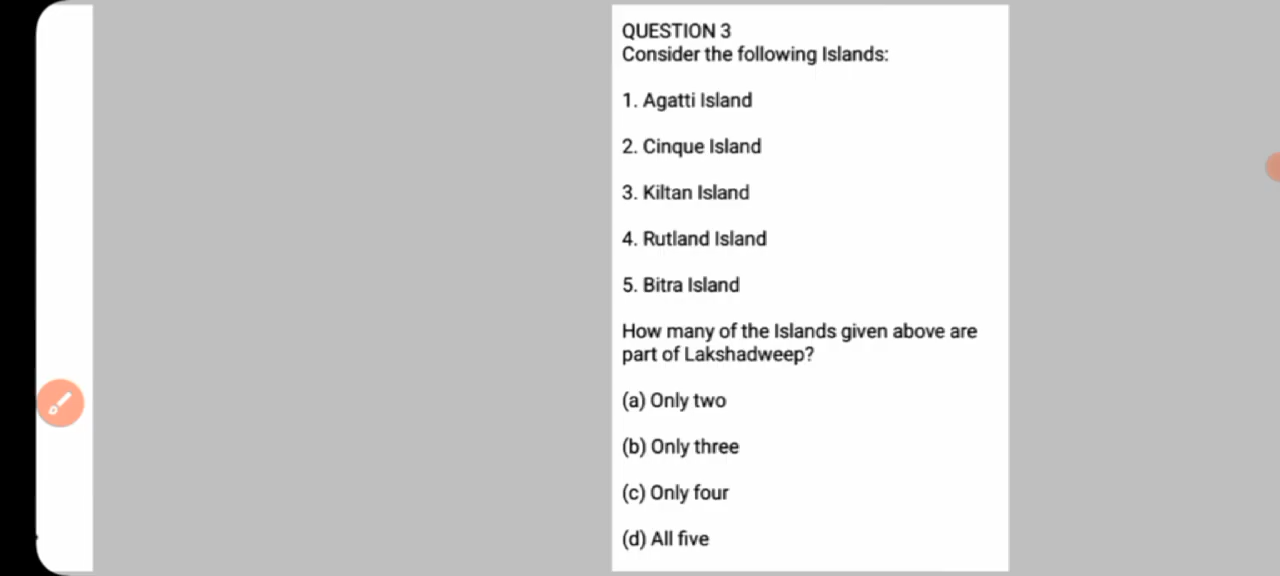 QUESTION 3
Consider the following Islands:
1. Agatti Island
2. Cinque Island
3. Kiltan Island
4. Rutland Island
5. Bitra Island
How many of the Islands given above are
part of Lakshadweep?
(a) Only two
(b) Only three
(c) Only four
(d) All five